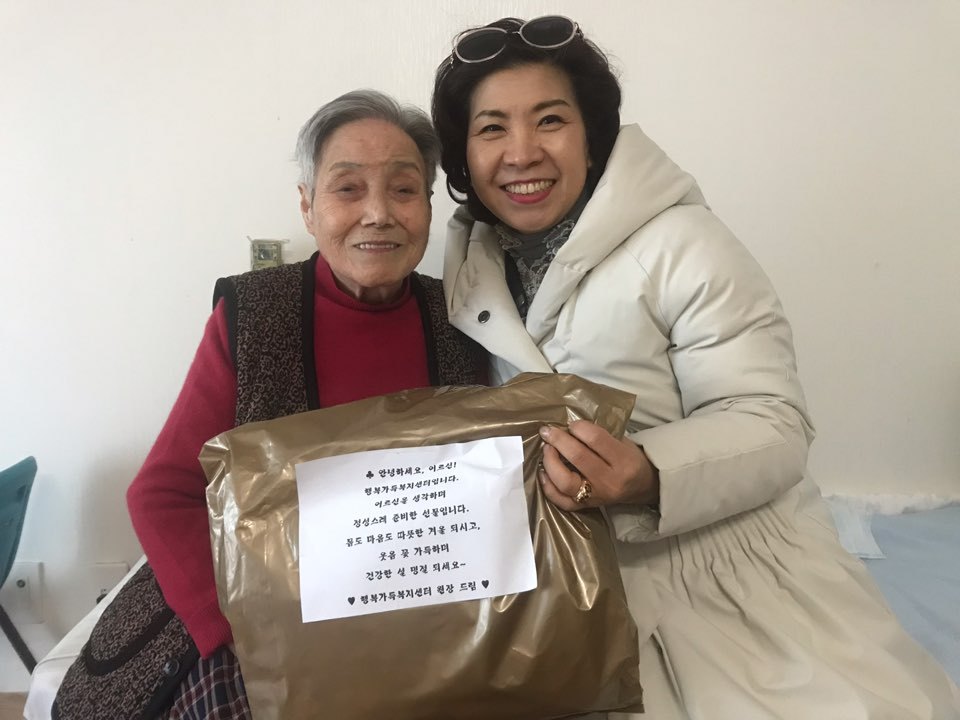 ♣ 안녕하세요, 어르신!
행복가득복지센터입니다.
어르신을 생각하며
정성스레 준비한 선물입니다.
몸도 마음도 따뜻한 겨울 되시고,
웃음 꽃 가득하며
건강한 설 명절 되세요~
♥ 행복가득복지센터 원장 드림 ♥